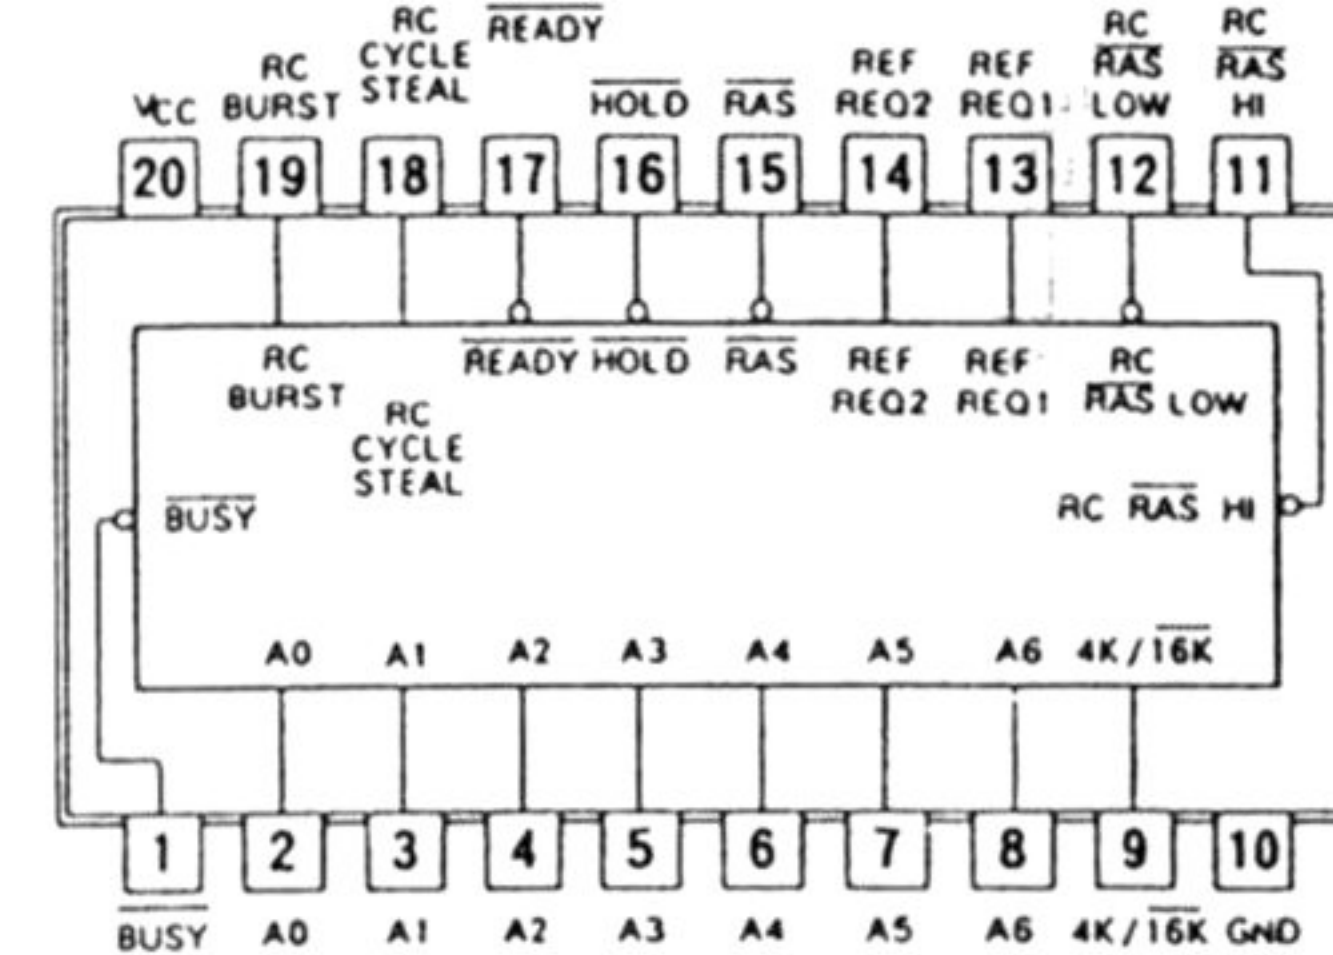 VCC
RC
BURST
RC
CYCLE
STEAL
READY
HOLD
RAS
REF
REQ2
REF
REQ1
RC
RAS
LOW
RC
RAS
HI
20 19 18 17 16 15 14 13 12 11
RC
BURST
RC
CYCLE
STEAL
READY
HOLD
RAS
REF
REQ2
REF
REQ1
RC
RAS LOW
BUSY
RC RAS HI
A0 A1 A2 A3 A4 A5 A6 4K/16K
1 2 3 4 5 6 7 8 9 10
BUSY A0 A1 A2 A3 A4 A5 A6 4K/16K GND